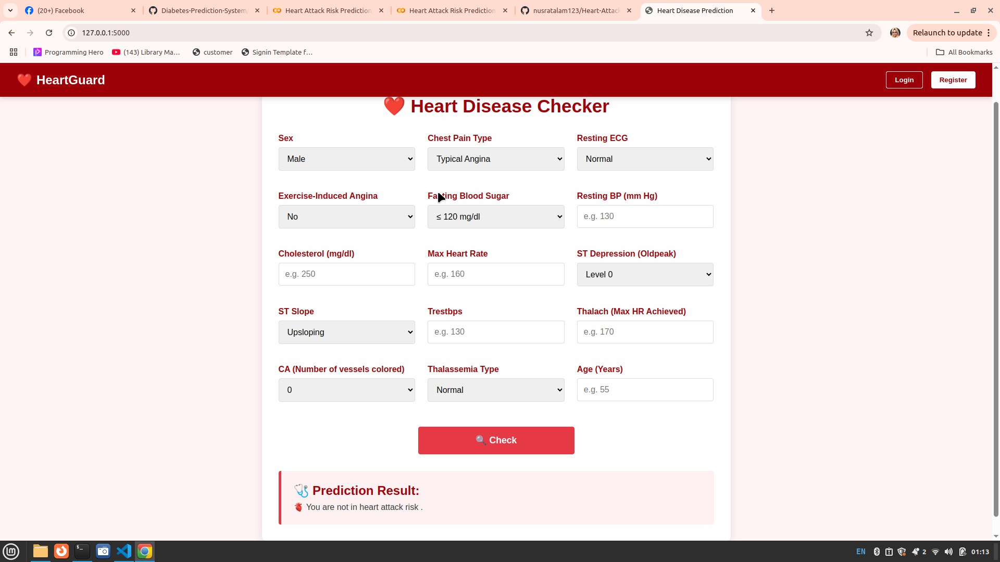 (20+) Facebook
Diabetes-Prediction-System/
Heart Attack Risk Prediction
Heart Attack Risk Prediction
nusratalam123/Heart-Attack
Heart Disease Prediction
127.0.0.1:5000
Relaunch to update
Programming Hero
(143) Library Ma...
customer
Signin Template f...
All Bookmarks
HeartGuard
Login
Register
Heart Disease Checker
Sex
Chest Pain Type
Resting ECG
Male
Typical Angina
Normal
Exercise-Induced Angina
Fasting Blood Sugar
Resting BP (mm Hg)
No
≤ 120 mg/dl
e.g. 130
Cholesterol (mg/dl)
Max Heart Rate
ST Depression (Oldpeak)
e.g. 250
e.g. 160
Level 0
ST Slope
Trestbps
Thalach (Max HR Achieved)
Upsloping
e.g. 130
e.g. 170
CA (Number of vessels colored)
Thalassemia Type
Age (Years)
0
Normal
e.g. 55
Check
Prediction Result:
You are not in heart attack risk .
EN
2
01:13